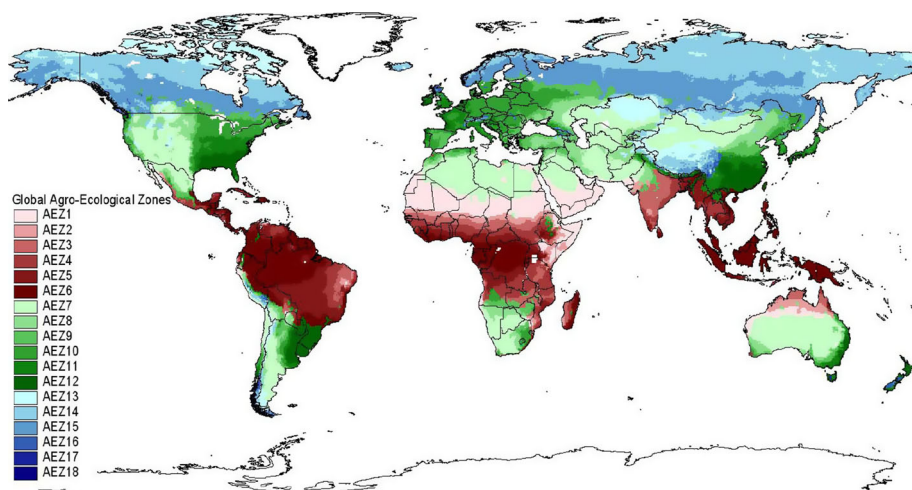 Global Agro-Ecological Zones
AEZ1
AEZ2
AEZ3
AEZ4
AEZ5
AEZ6
AEZ7
AEZ8
AEZ9
AEZ10
AEZ11
AEZ12
AEZ13
AEZ14
AEZ15
AEZ16
AEZ17
AEZ18